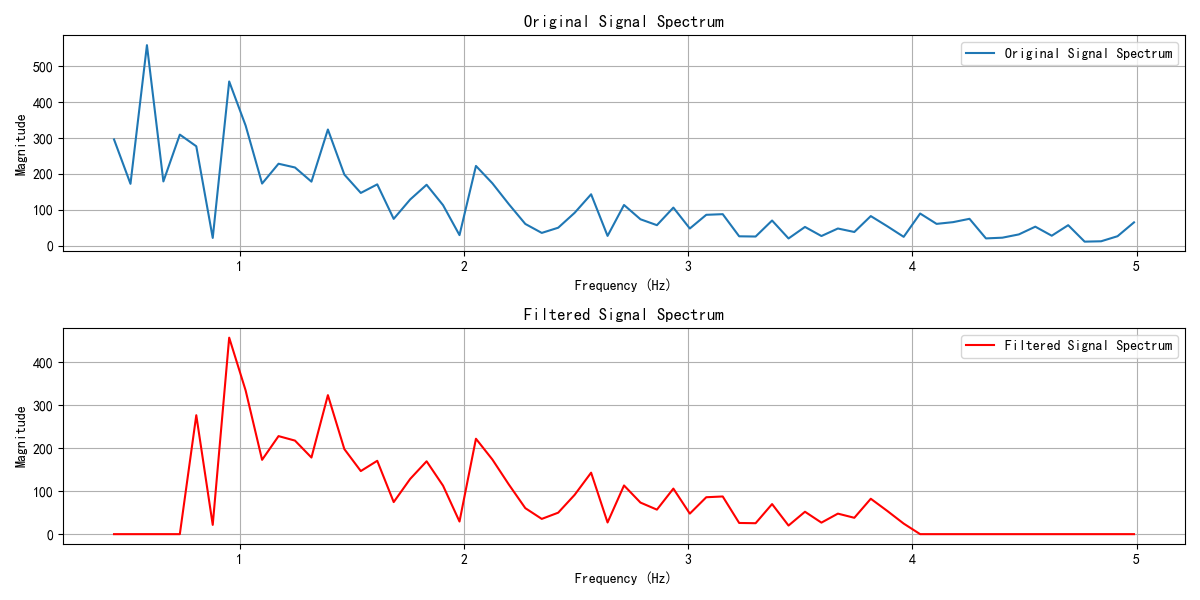 Original Signal Spectrum
Original Signal Spectrum
500
400
300
200
100
0
Magnitude
1 2 3 4 5
Frequency (Hz)
Filtered Signal Spectrum
Filtered Signal Spectrum
400
300
200
100
0
Magnitude
1 2 3 4 5
Frequency (Hz)